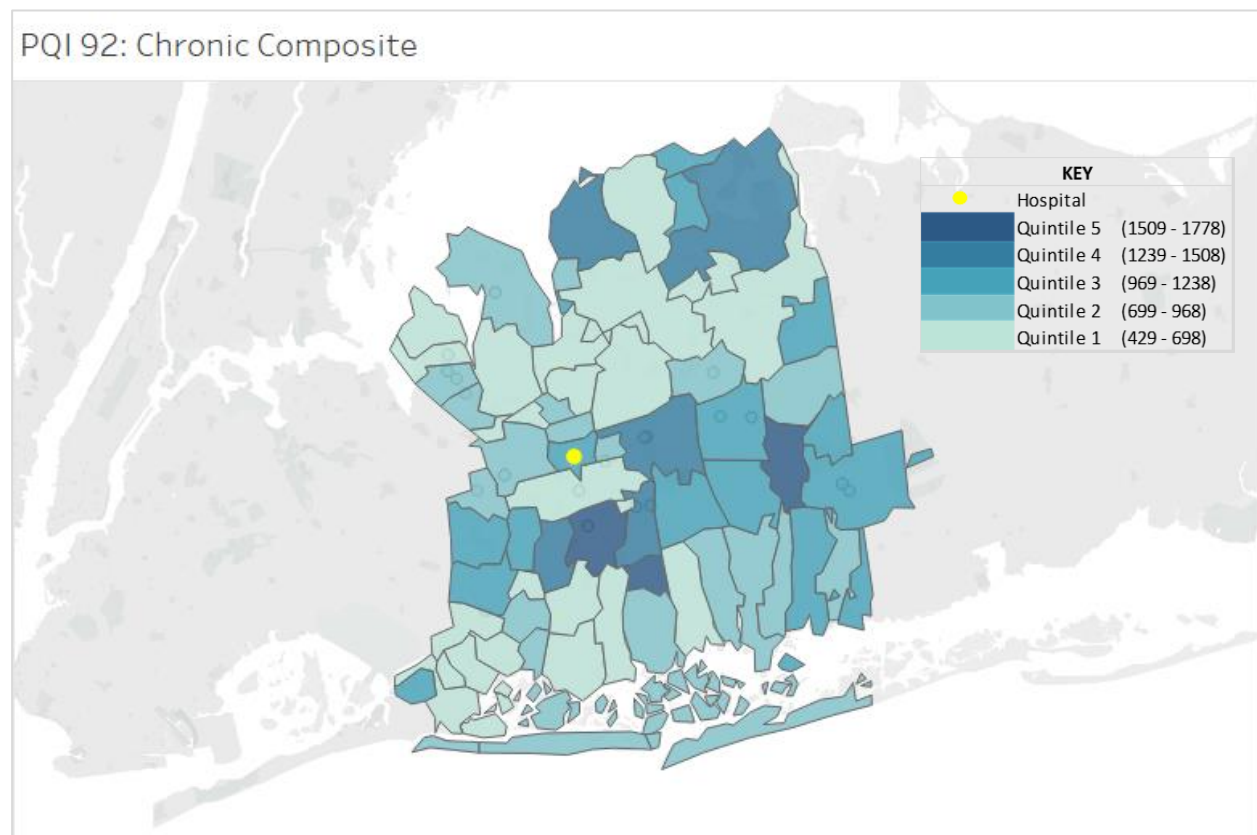 PQI 92: Chronic Composite
KEY
Hospital
Quintile 5 (1509 - 1778)
Quintile 4 (1239 - 1508)
Quintile 3 (969 - 1238)
Quintile 2 (699 - 968)
Quintile 1 (429 - 698)